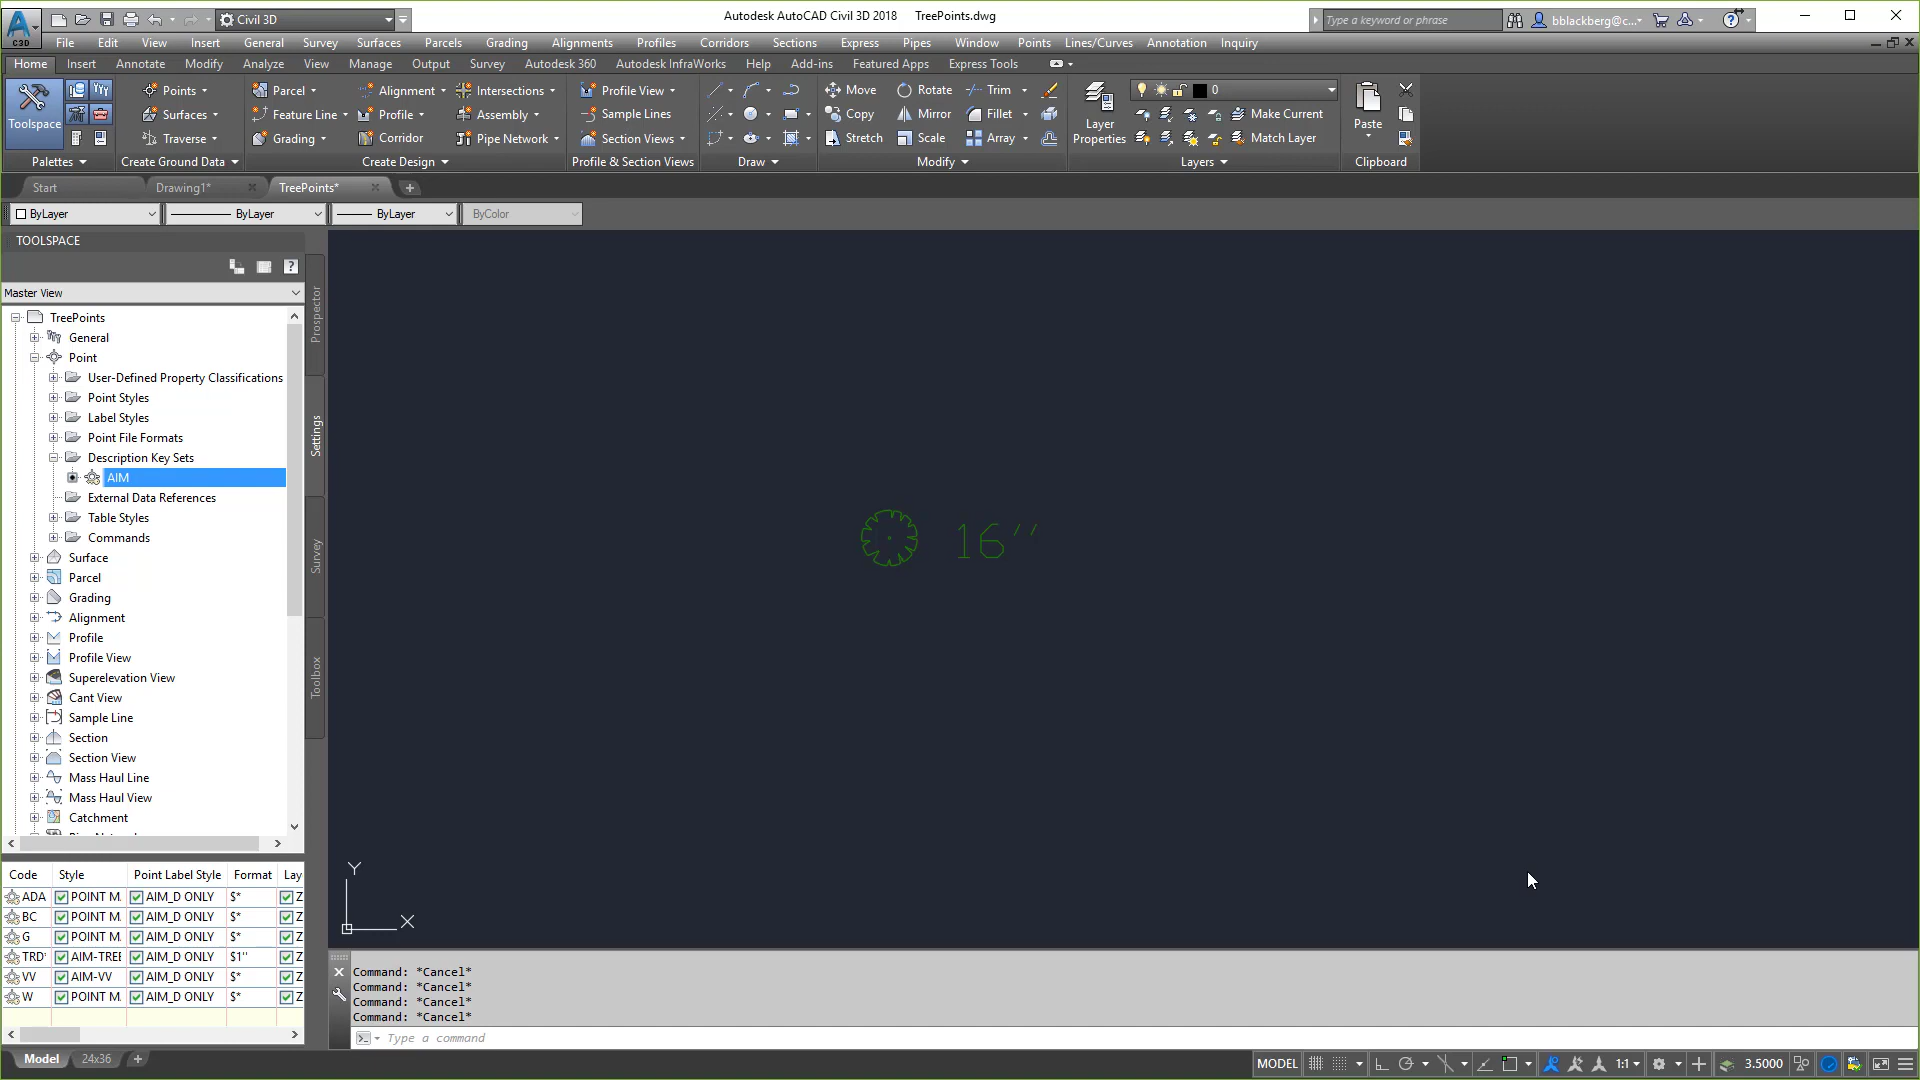 Civil 3D
Autodesk AutoCAD Civil 3D 2018 TreePoints.dwg
Type a keyword or phrase
bblackberg@c...
C3D
File Edit View Insert General Survey Surfaces Parcels Grading Alignments Profiles Corridors Sections Express Pipes Window Points Lines/Curves Annotation Inquiry
Home Insert Annotate Modify Analyze View Manage Output Survey Autodesk 360 Autodesk InfraWorks Help Add-ins Featured Apps Express Tools
Points Parcel Alignment Intersections Profile View Move Rotate Trim 0
Toolspace Surfaces Feature Line Profile Assembly Sample Lines Copy Mirror Fillet Layer Properties Make Current Paste
Traverse Grading Corridor Pipe Network Section Views Stretch Scale Array Match Layer
Palettes Create Ground Data Create Design Profile & Section Views Draw Modify Layers Clipboard
Start Drawing1* TreePoints*
ByLayer ByLayer ByLayer ByColor
TOOLSPACE
Master View
TreePoints
General
Point
User-Defined Property Classifications
Point Styles
Label Styles
Point File Formats
Description Key Sets
AIM
External Data References
Table Styles
Commands
Surface
Parcel
Grading
Alignment
Profile
Profile View
Superelevation View
Cant View
Sample Line
Section
Section View
Mass Haul Line
Mass Haul View
Catchment
Prospector
Settings
Survey
Toolbox
16''
Y
X
Code Style Point Label Style Format Lay
ADA POINT M. AIM_D ONLY $* Z
BC POINT M. AIM_D ONLY $* Z
G POINT M. AIM_D ONLY $* Z
TRD* AIM-TREE AIM_D ONLY $1'' Z
VV AIM-VV AIM_D ONLY $* Z
W POINT M. AIM_D ONLY $* Z
Command: *Cancel*
Command: *Cancel*
Command: *Cancel*
Command: *Cancel*
Type a command
Model 24x36
MODEL 1:1 3.5000